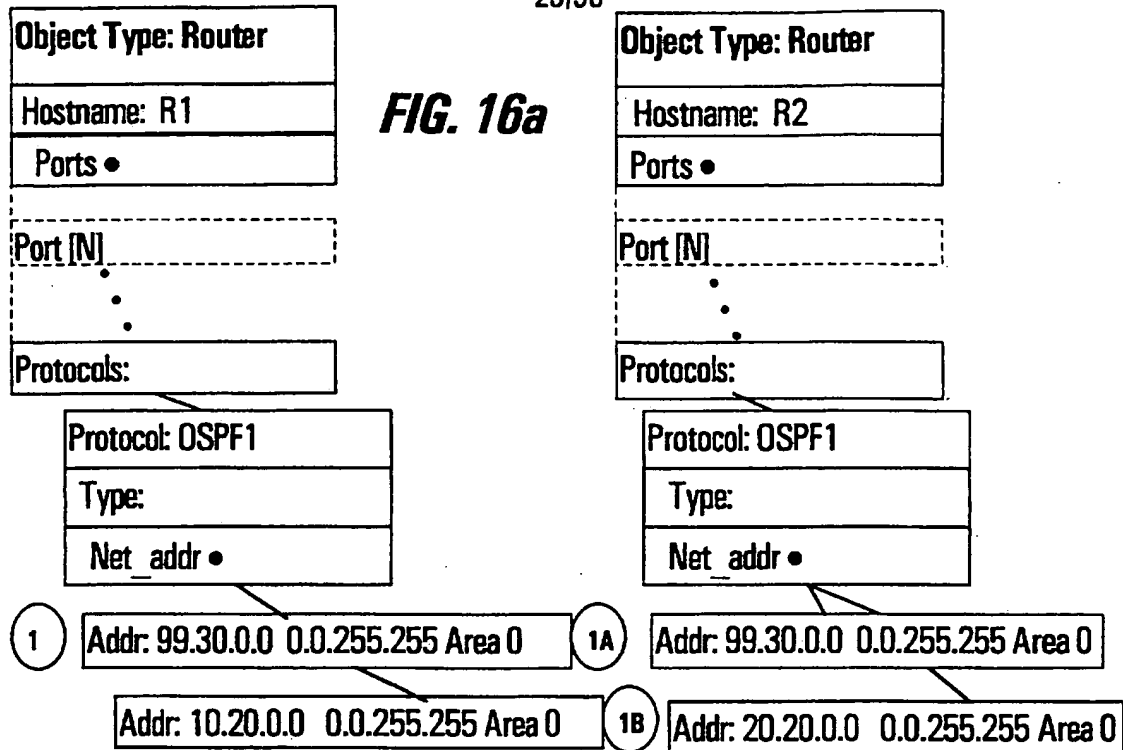 Object Type: Router
Hostname: R1
Ports
Port [N]
Protocols:
Protocol: OSPF1
Type:
Net_addr
1
Addr: 99.30.0.0 0.0.255.255 Area 0
Addr: 10.20.0.0 0.0.255.255 Area 0
FIG. 16a
Object Type: Router
Hostname: R2
Ports
Port [N]
Protocols:
Protocol: OSPF1
Type:
Net_addr
1A
Addr: 99.30.0.0 0.0.255.255 Area 0
1B
Addr: 20.20.0.0 0.0.255.255 Area 0